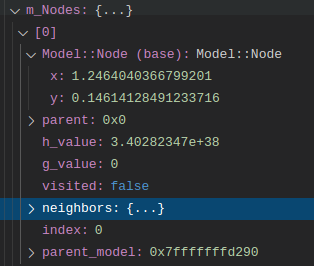 m_Nodes: {...}
[0]
Model::Node (base): Model::Node
x: 1.2464040366799201
y: 0.14614128491233716
parent: 0x0
h_value: 3.40282347e+38
g_value: 0
visited: false
neighbors: {...}
index: 0
parent_model: 0x7fffffffd290